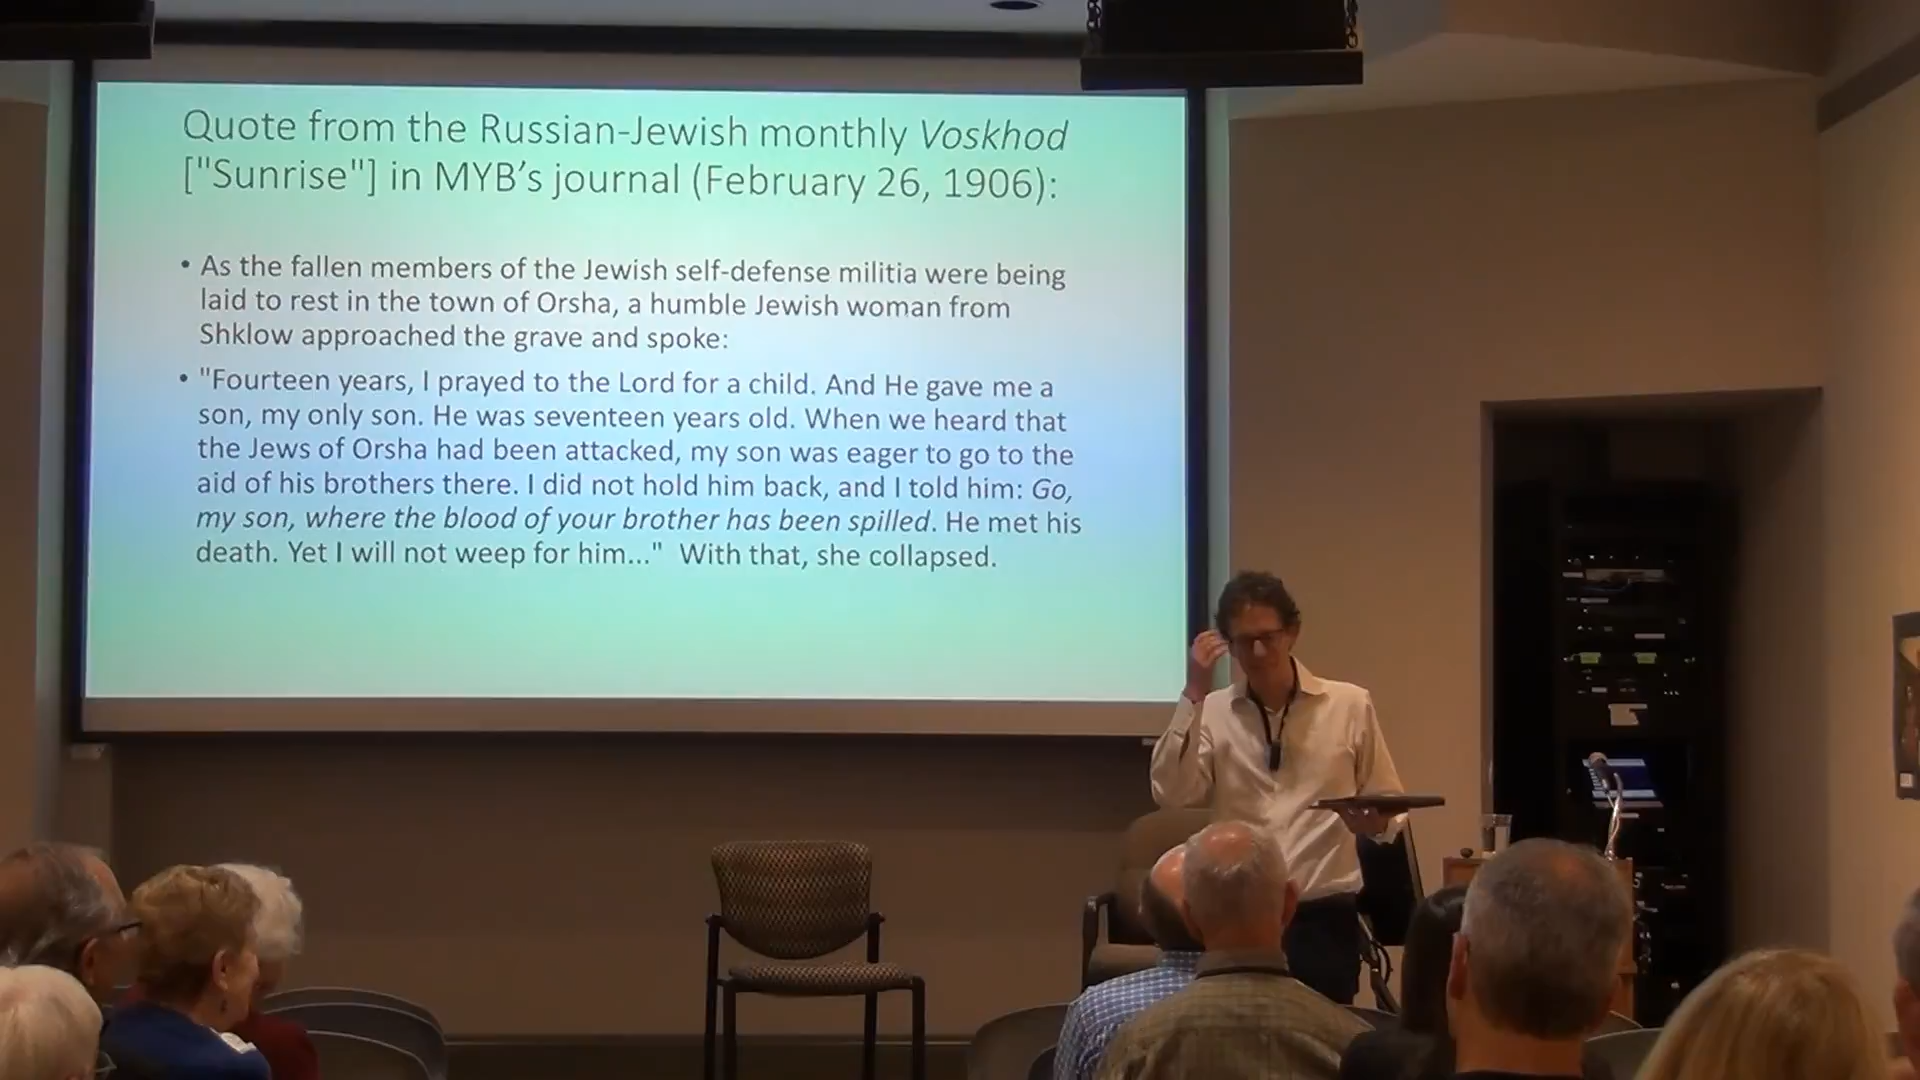 Quote from the Russian-Jewish monthly Voskhod
["Sunrise"] in MYB’s journal (February 26, 1906):
• As the fallen members of the Jewish self-defense militia were being
laid to rest in the town of Orsha, a humble Jewish woman from
Shklow approached the grave and spoke:
• "Fourteen years, I prayed to the Lord for a child. And He gave me a
son, my only son. He was seventeen years old. When we heard that
the Jews of Orsha had been attacked, my son was eager to go to the
aid of his brothers there. I did not hold him back, and I told him: Go,
my son, where the blood of your brother has been spilled. He met his
death. Yet I will not weep for him..." With that, she collapsed.